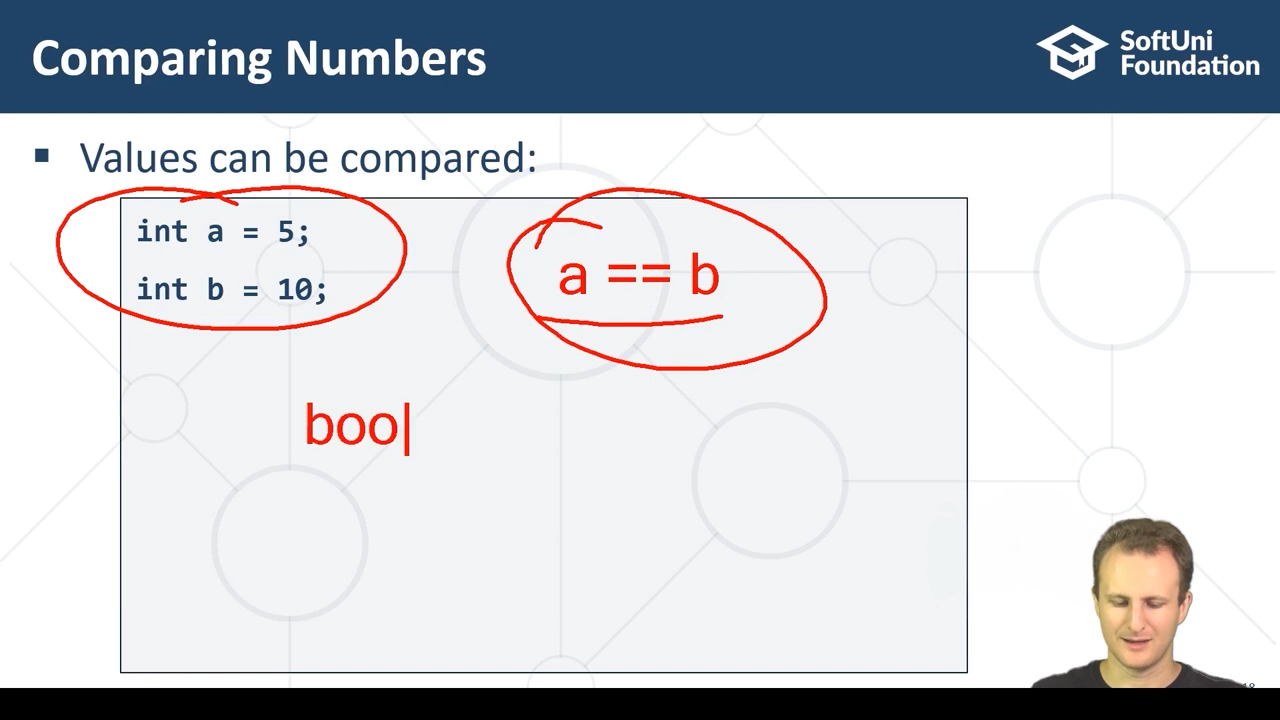 Comparing Numbers
SoftUni
Foundation
▪ Values can be compared:
int a = 5;
int b = 10;
a == b
boo|